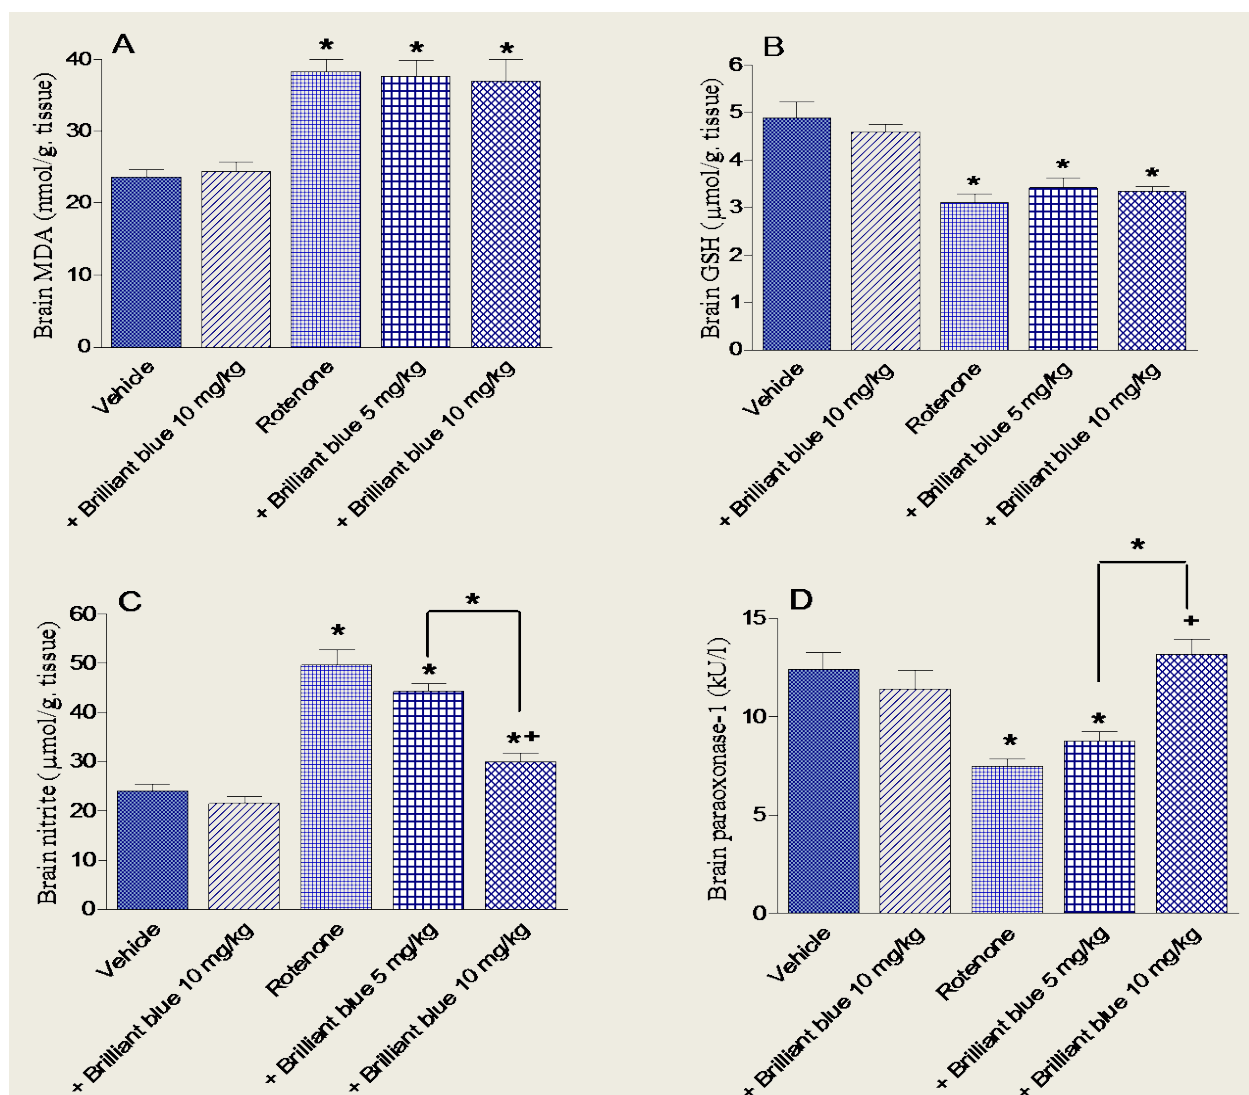 A
Brain MDA (nmol/g. tissue)
40
30
20
10
0
* * *
Vehicle
+ Brilliant blue 10 mg/kg
Rotenone
+ Brilliant blue 5 mg/kg
+ Brilliant blue 10 mg/kg
B
Brain GSH (μmol/g. tissue)
6
5
4
3
2
1
0
* * *
Vehicle
+ Brilliant blue 10 mg/kg
Rotenone
+ Brilliant blue 5 mg/kg
+ Brilliant blue 10 mg/kg
C
Brain nitrite (μmol/g. tissue)
60
50
40
30
20
10
0
*
*
*
*+
Vehicle
+ Brilliant blue 10 mg/kg
Rotenone
+ Brilliant blue 5 mg/kg
+ Brilliant blue 10 mg/kg
D
Brain paraoxonase-1 (kU/l)
15
10
5
0
*
+
*
*
Vehicle
+ Brilliant blue 10 mg/kg
Rotenone
+ Brilliant blue 5 mg/kg
+ Brilliant blue 10 mg/kg